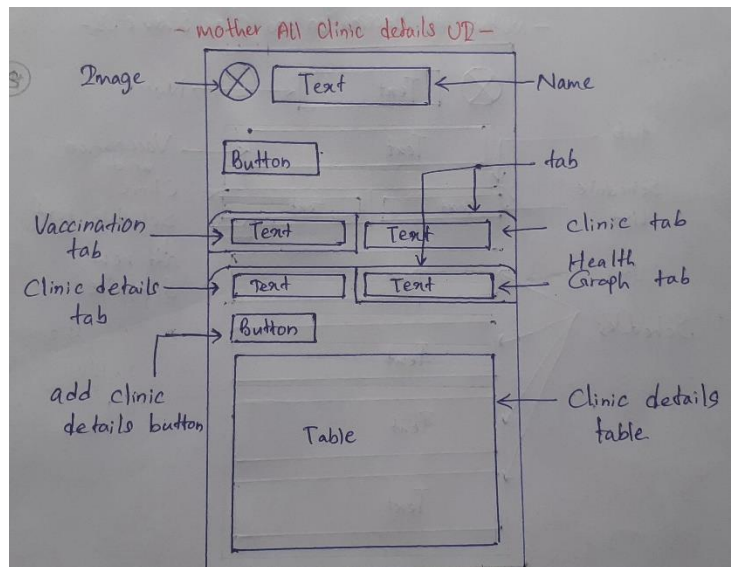 - mother All Clinic details UI -
Image
Text
Name
Button
tab
Vaccination
tab
Text
Text
clinic tab
Clinic details
tab
Text
Text
Health
Graph tab
Button
add clinic
details button
Table
Clinic details
table